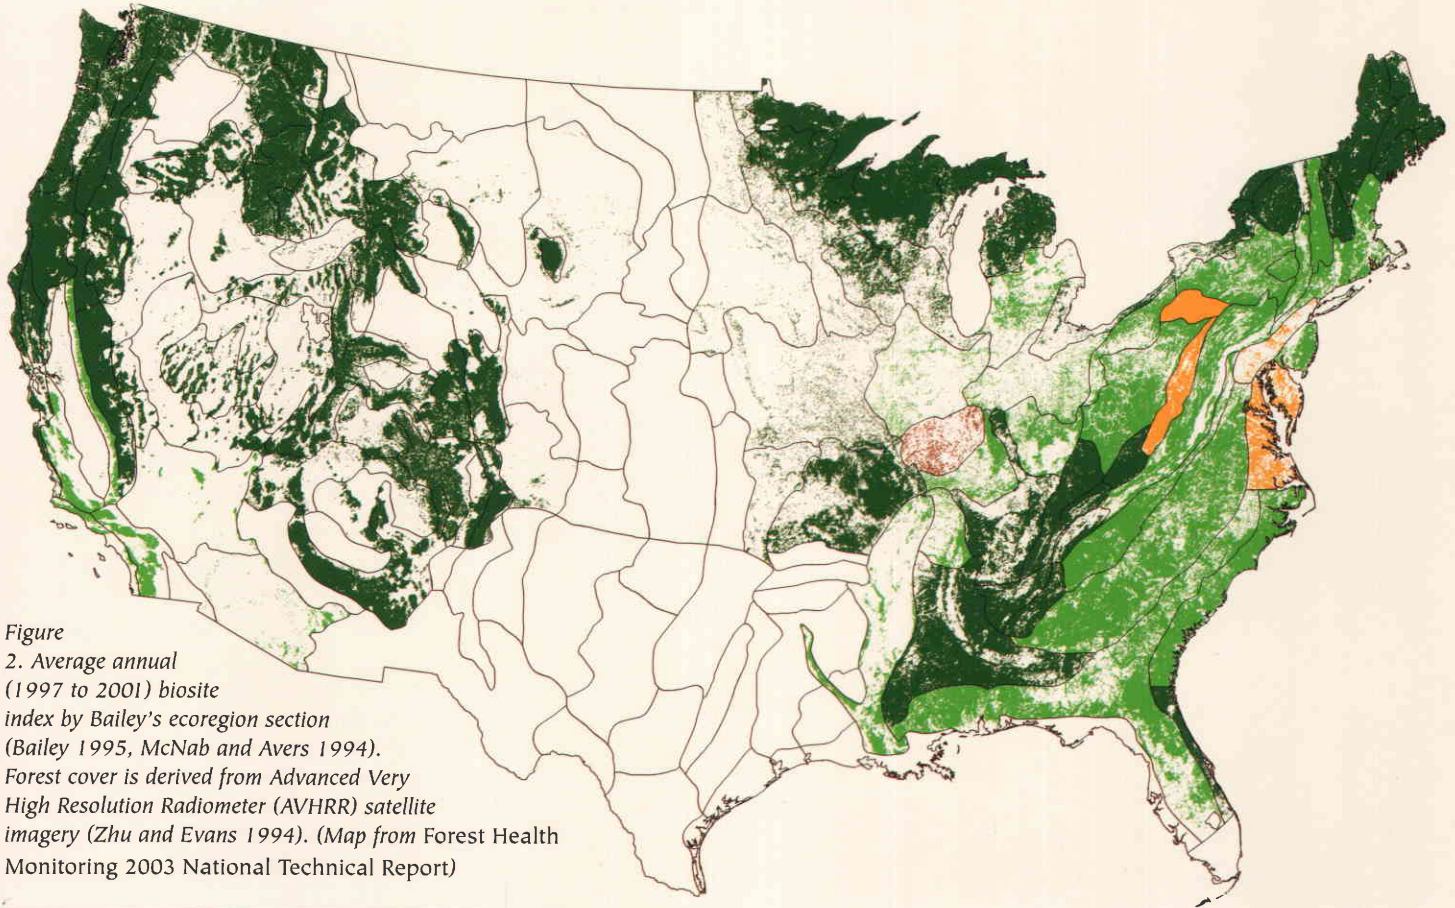 Figure
2. Average annual
(1997 to 2001) biosite
index by Bailey's ecoregion section
(Bailey 1995, McNab and Avers 1994).
Forest cover is derived from Advanced Very
High Resolution Radiometer (AVHRR) satellite
imagery (Zhu and Evans 1994). (Map from Forest Health
Monitoring 2003 National Technical Report)